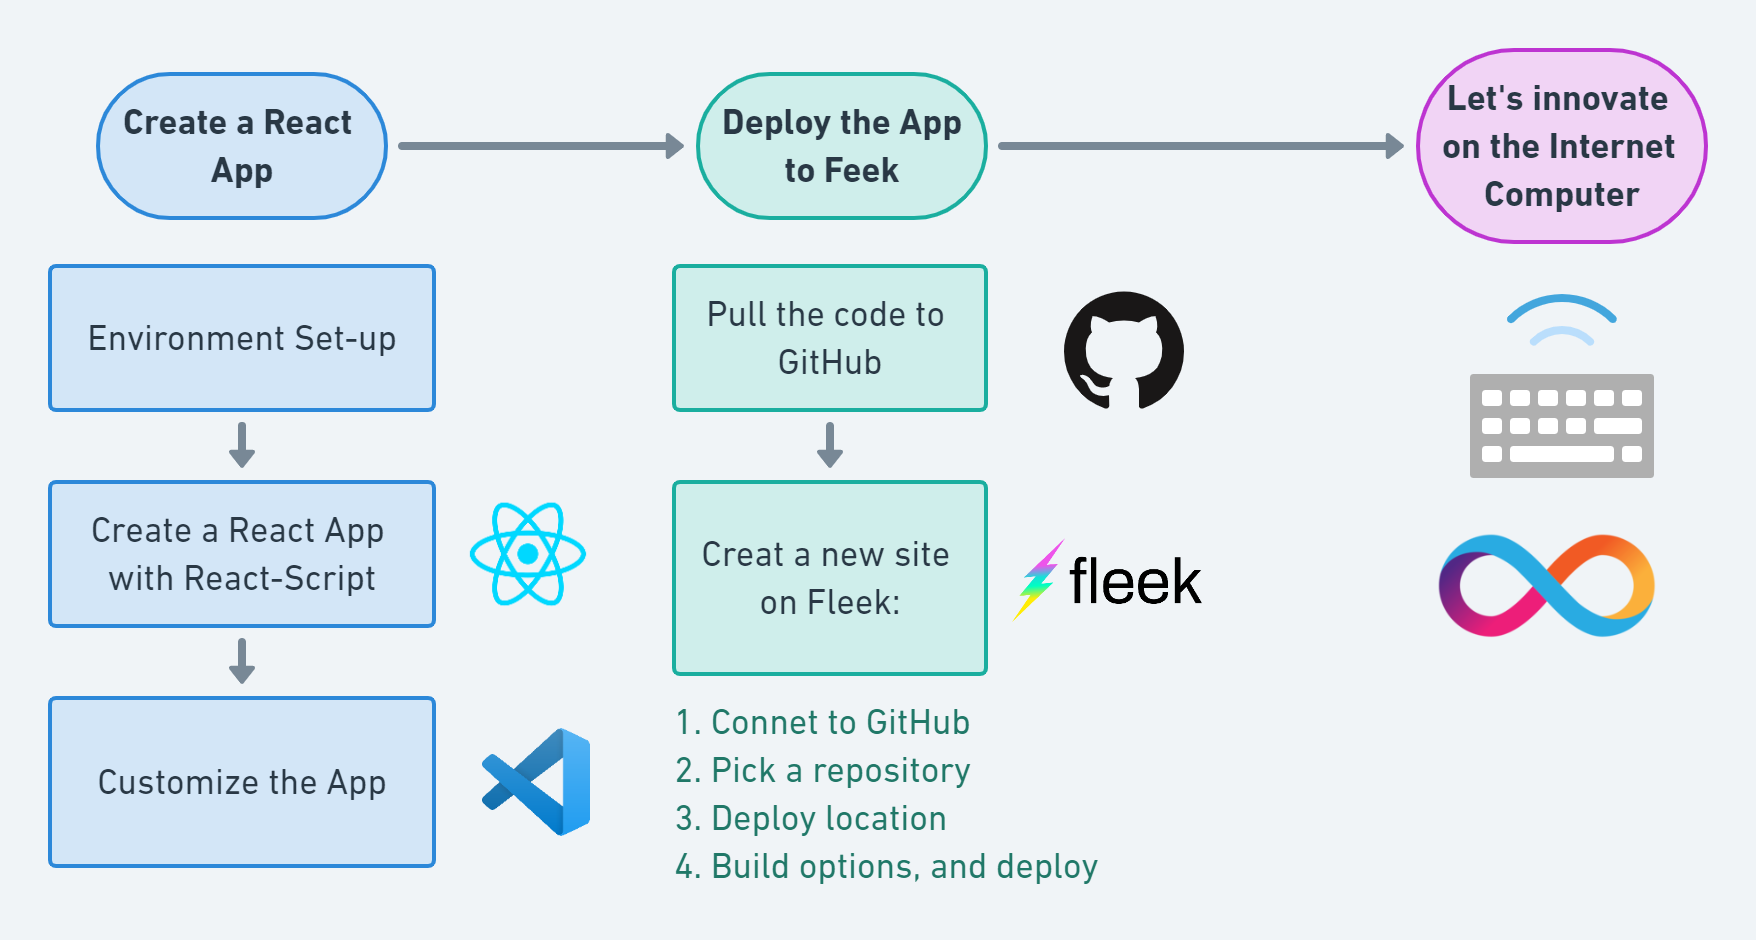 Create a React
App
Deploy the App
to Feek
Let's innovate
on the Internet
Computer
Environment Set-up
Create a React App
with React-Script
Customize the App
Pull the code to
GitHub
Creat a new site
on Fleek:
fleek
1. Connet to GitHub
2. Pick a repository
3. Deploy location
4. Build options, and deploy